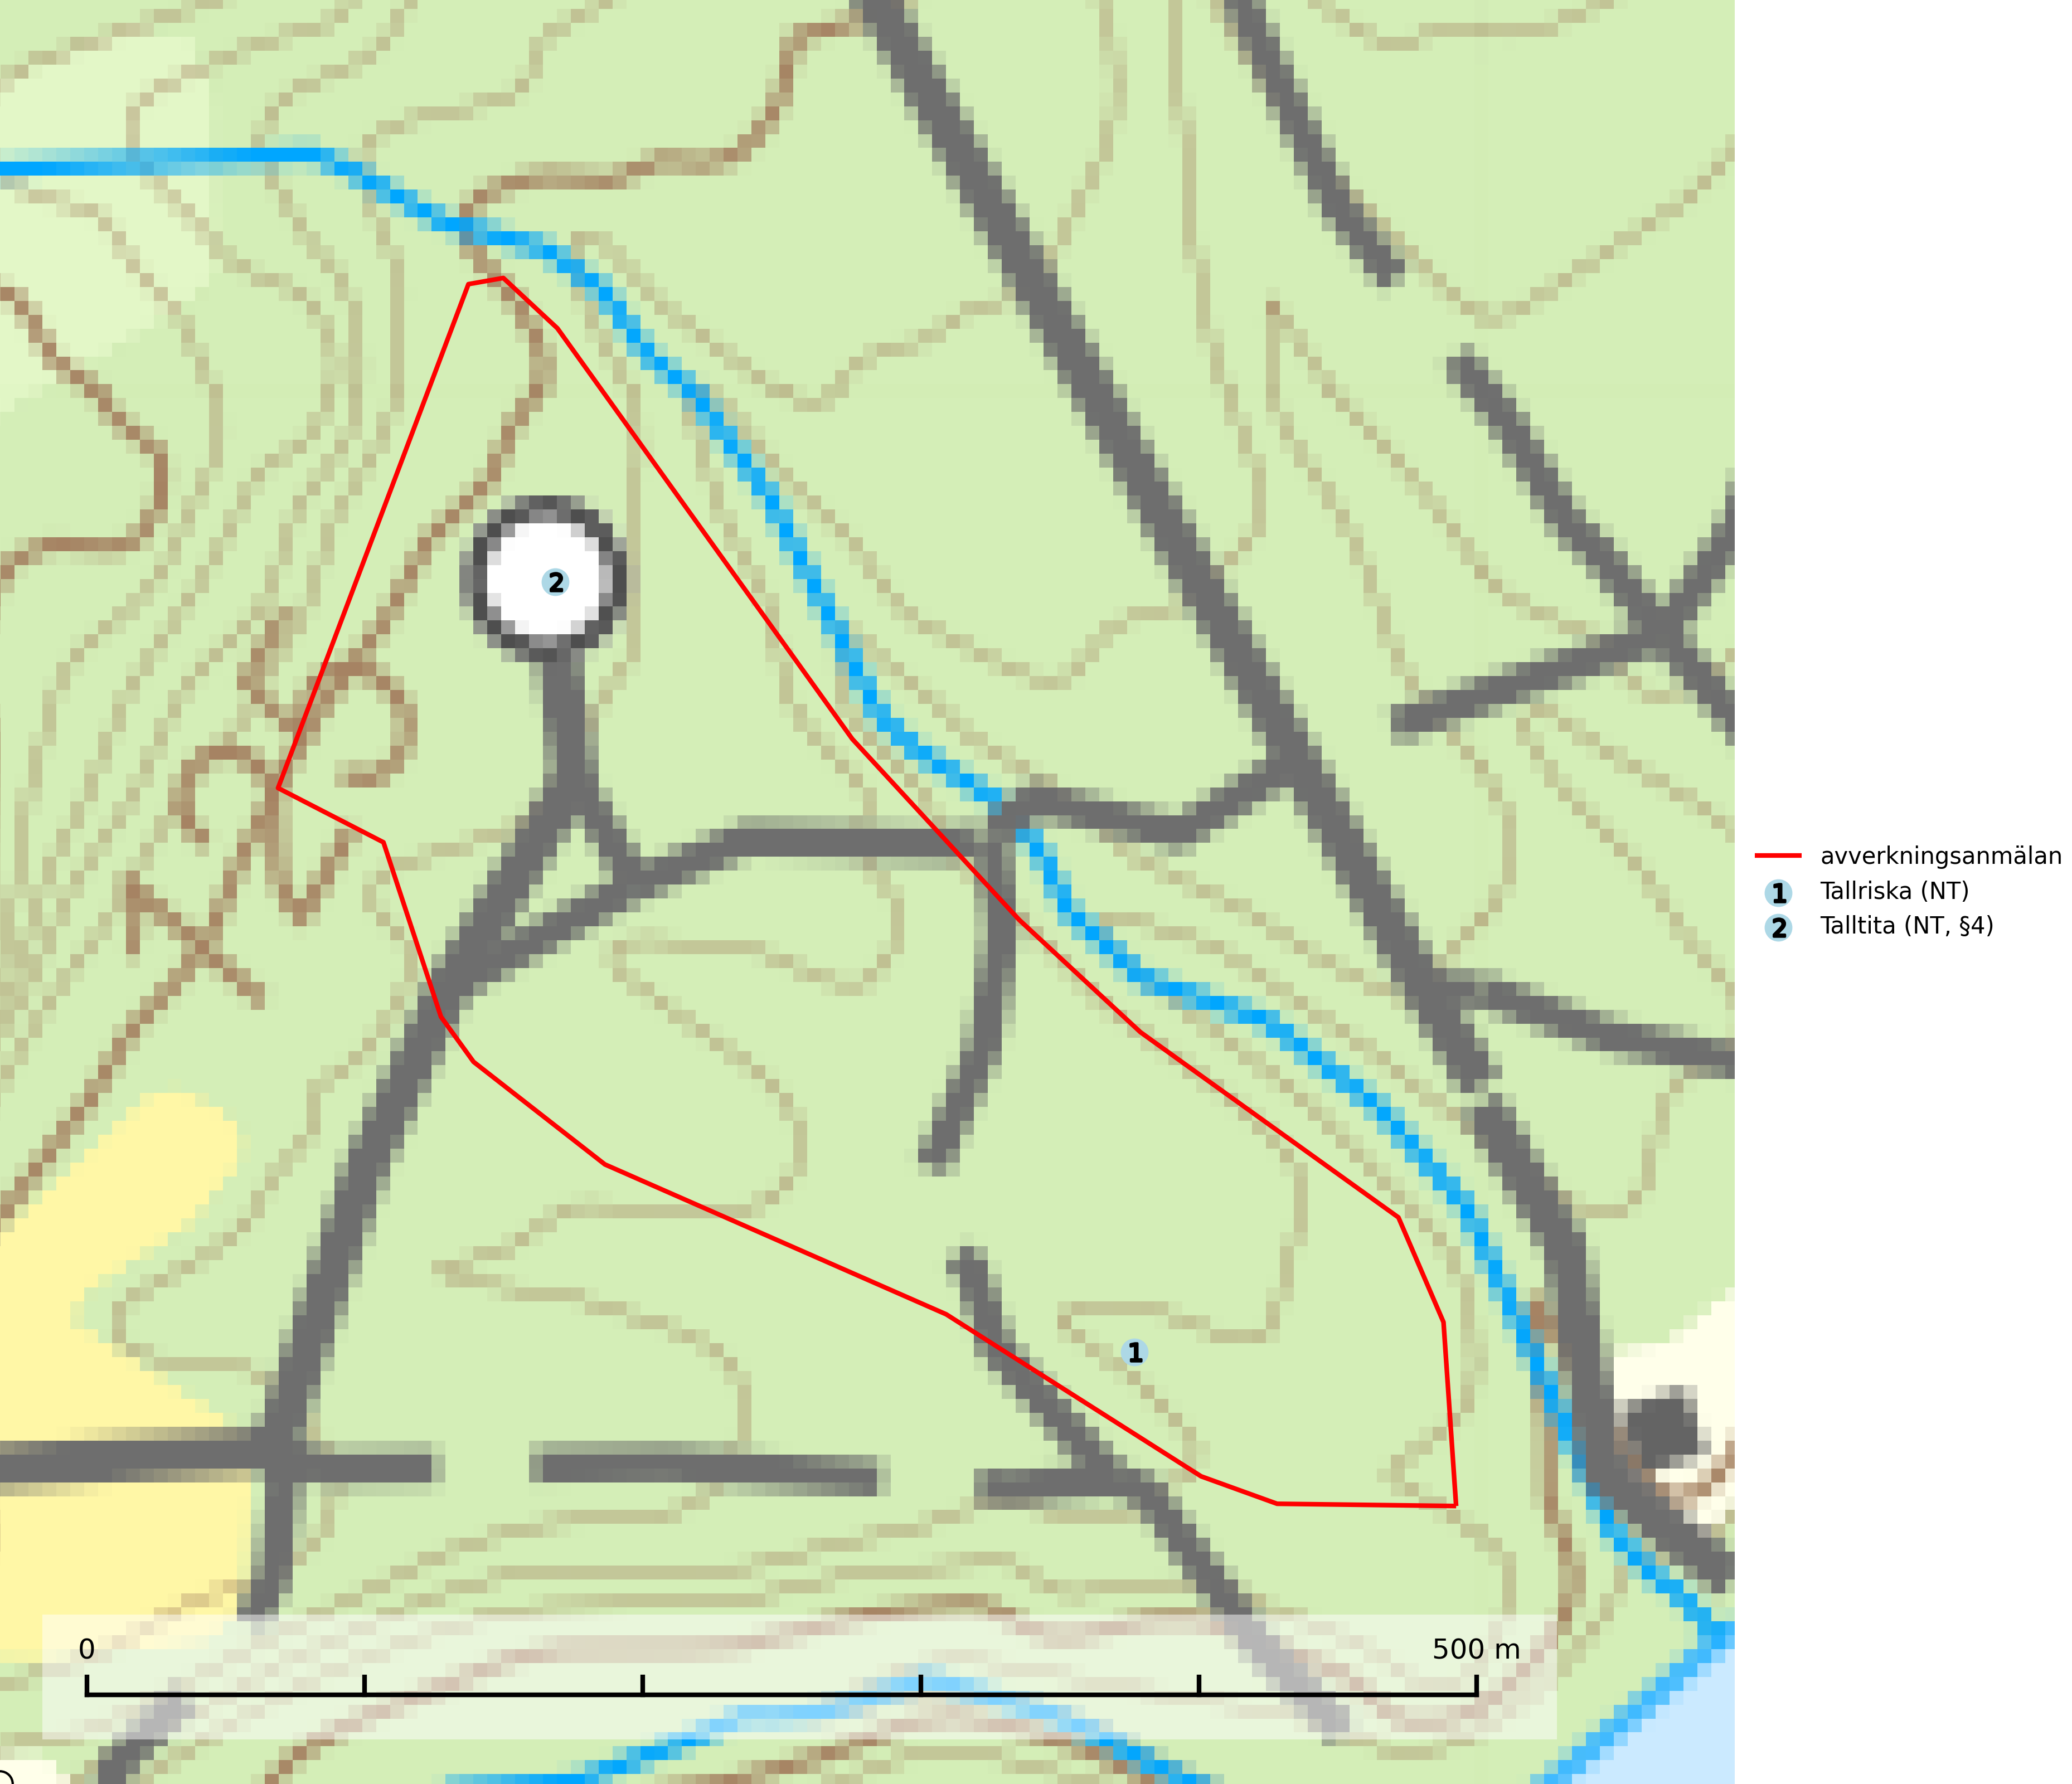 2
1
avverkningsanmälan
1 Tallriska (NT)
2 Talltita (NT, §4)
0 500 m